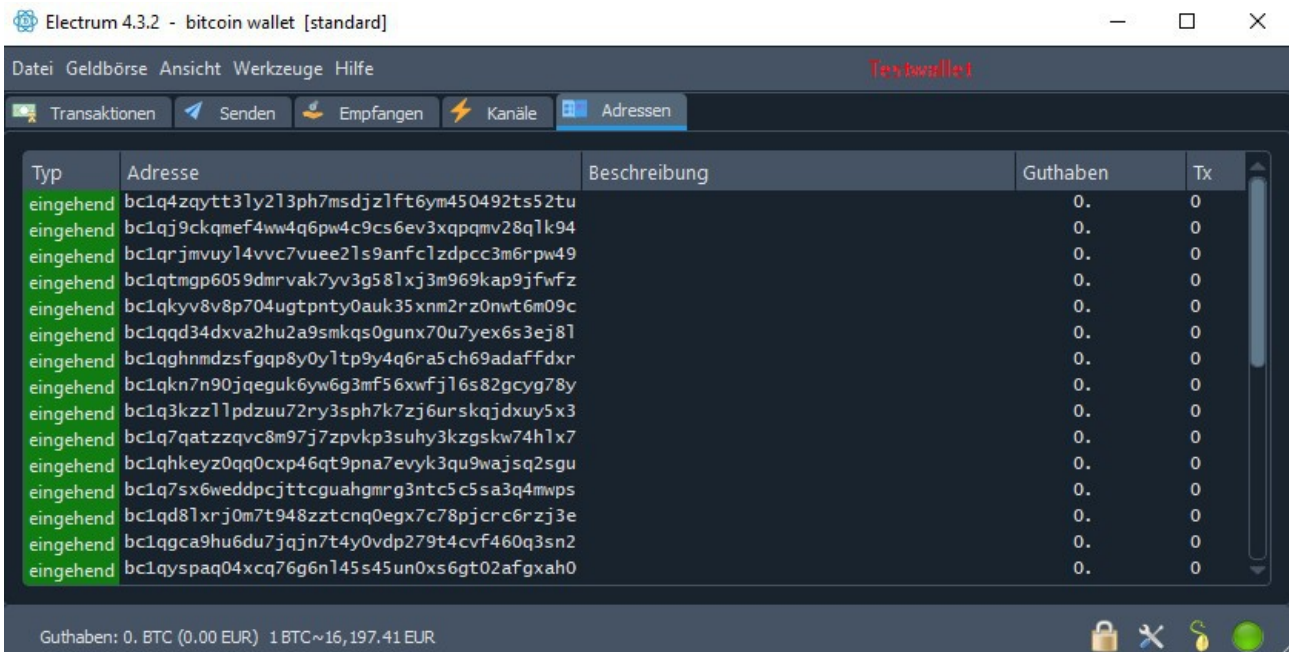 Electrum 4.3.2 - bitcoin wallet [standard]
Datei Geldbörse Ansicht Werkzeuge Hilfe Testwallet
Transaktionen Senden Empfangen Kanäle Adressen
Typ Adresse Beschreibung Guthaben Tx
eingehend bc1q4zqytt3ly2l3ph7msdjzlft6ym450492ts52tu 0. 0
eingehend bc1qj9ckqmef4ww4q6pw4c9cs6ev3xqpqmv28qlk94 0. 0
eingehend bc1qrjmvuyl4vvc7vuee2ls9anfclzdpcc3m6rpw49 0. 0
eingehend bc1qtmgp6059dmrvak7yv3g58lxj3m969kap9jfwfz 0. 0
eingehend bc1qkyv8v8p704ugtpnty0auk35xnm2rz0nwt6m09c 0. 0
eingehend bc1qqd34dxva2hu2a9smkqs0gunx70u7yex6s3ej8l 0. 0
eingehend bc1qghnmdzsfgqp8y0yltp9y4q6ra5ch69adaffdxr 0. 0
eingehend bc1qkn7n90jqeguk6yw6g3mf56xwfjl6s82gcyg78y 0. 0
eingehend bc1q3kzzllpdzuu72ry3sph7k7zj6urskqjdxuy5x3 0. 0
eingehend bc1q7qatzzqvc8m97j7zpvkp3suhy3kzgskw74hlx7 0. 0
eingehend bc1qhkeyz0qq0cxp46qt9pna7evyk3qu9wajsq2sgu 0. 0
eingehend bc1q7sx6weddpcjttcguahgmrg3ntc5c5sa3q4mwps 0. 0
eingehend bc1qd8lxrj0m7t948zztcnq0egx7c78pjcrc6rzj3e 0. 0
eingehend bc1qgca9hu6du7jqjn7t4y0vdp279t4cvf460q3sn2 0. 0
eingehend bc1qyspaq04xcq76g6nl45s45un0xs6gt02afgxah0 0. 0
Guthaben: 0. BTC (0.00 EUR) 1 BTC~16,197.41 EUR